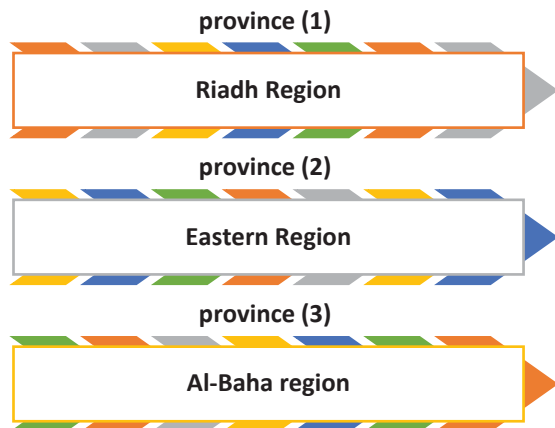 province (1)
Riadh Region
province (2)
Eastern Region
province (3)
Al-Baha region